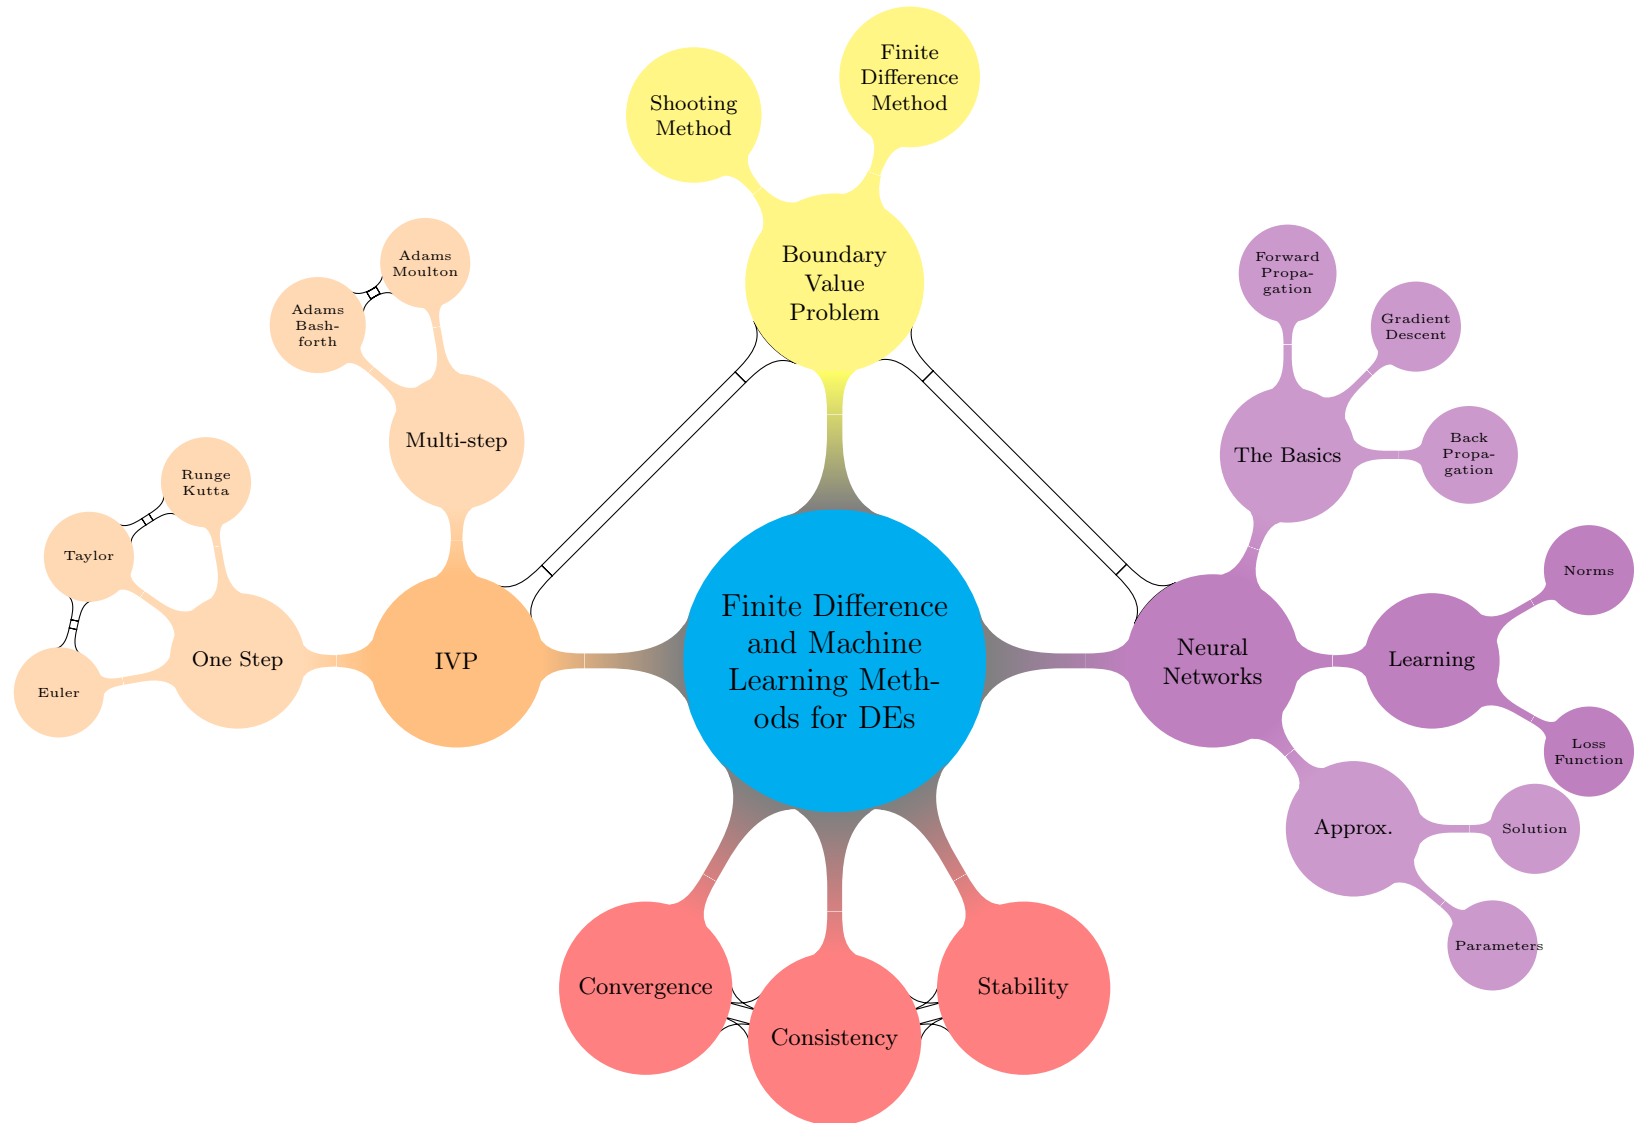 Finite
Difference
Method
Shooting
Method
Boundary
Value
Problem
Adams
Moulton
Adams
Bash-
forth
Multi-step
Runge
Kutta
Taylor
Euler
One Step
IVP
Finite Difference
and Machine
Learning Meth-
ods for DEs
Forward
Propa-
gation
Gradient
Descent
Back
Propa-
gation
The Basics
Neural
Networks
Learning
Norms
Loss
Function
Approx.
Solution
Parameters
Convergence
Consistency
Stability